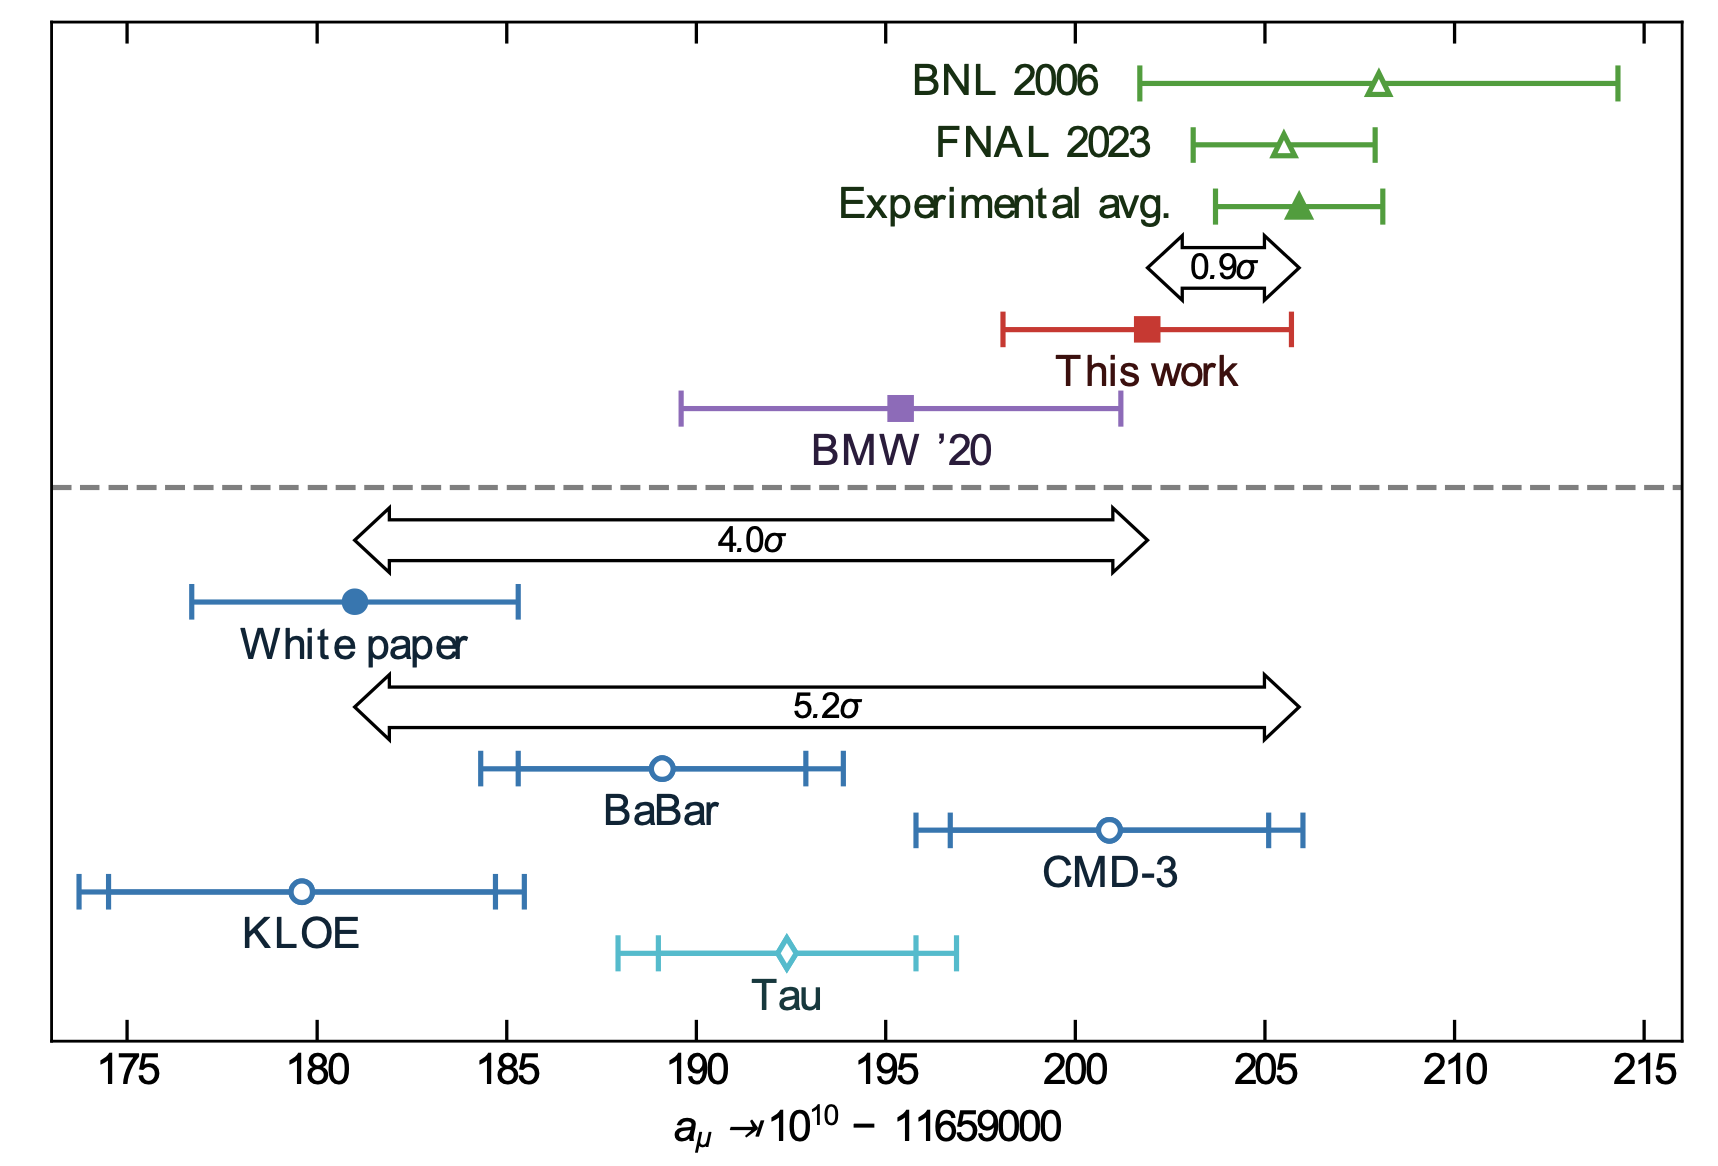 BNL 2006
FNAL 2023
Experimental avg.
0.9σ
This work
BMW ’20
4.0σ
White paper
5.2σ
BaBar
CMD-3
KLOE
Tau
175 180 185 190 195 200 205 210 215
aμ → 10¹⁰ − 11659000